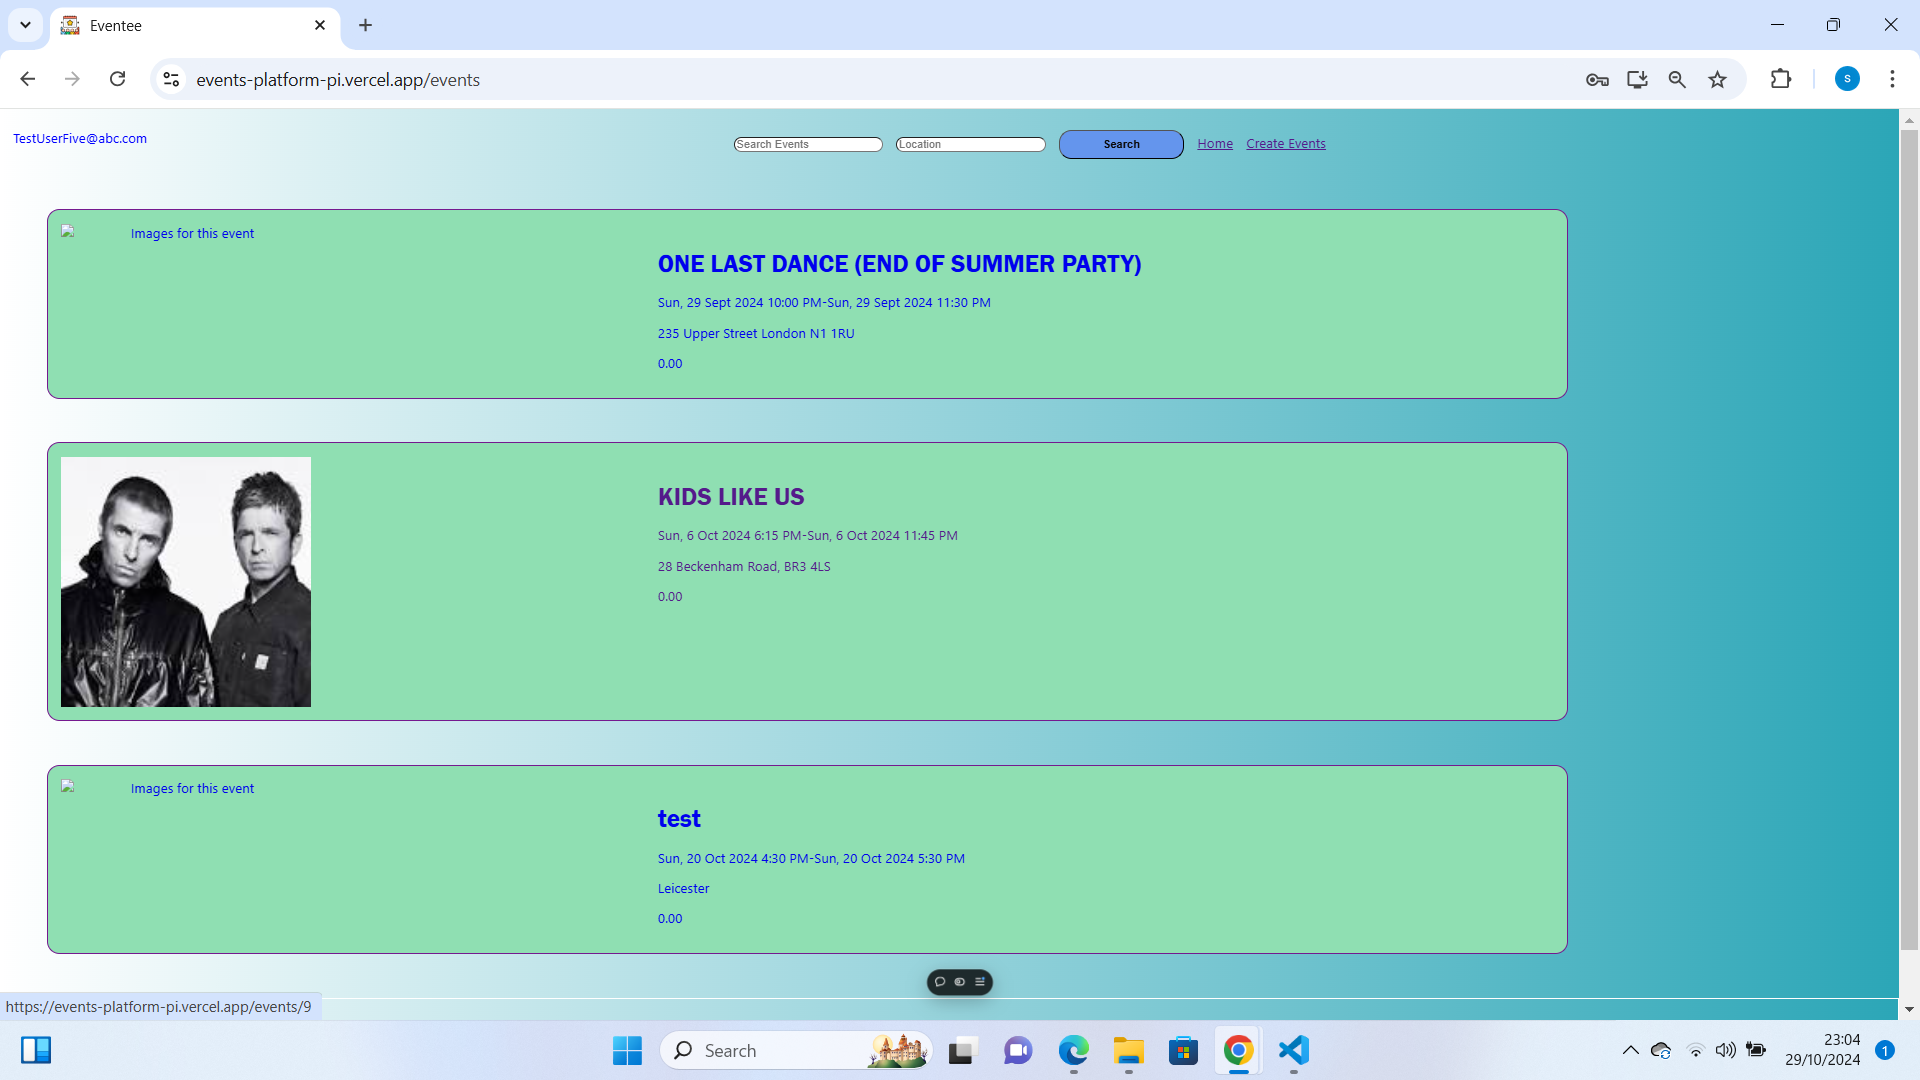 Eventee
events-platform-pi.vercel.app/events
S
TestUserFive@abc.com
Search Events
Location
Search
Home
Create Events
Images for this event
ONE LAST DANCE (END OF SUMMER PARTY)
Sun, 29 Sept 2024 10:00 PM-Sun, 29 Sept 2024 11:30 PM
235 Upper Street London N1 1RU
0.00
KIDS LIKE US
Sun, 6 Oct 2024 6:15 PM-Sun, 6 Oct 2024 11:45 PM
28 Beckenham Road, BR3 4LS
0.00
Images for this event
test
Sun, 20 Oct 2024 4:30 PM-Sun, 20 Oct 2024 5:30 PM
Leicester
0.00
https://events-platform-pi.vercel.app/events/9
Search
23:04
29/10/2024
1